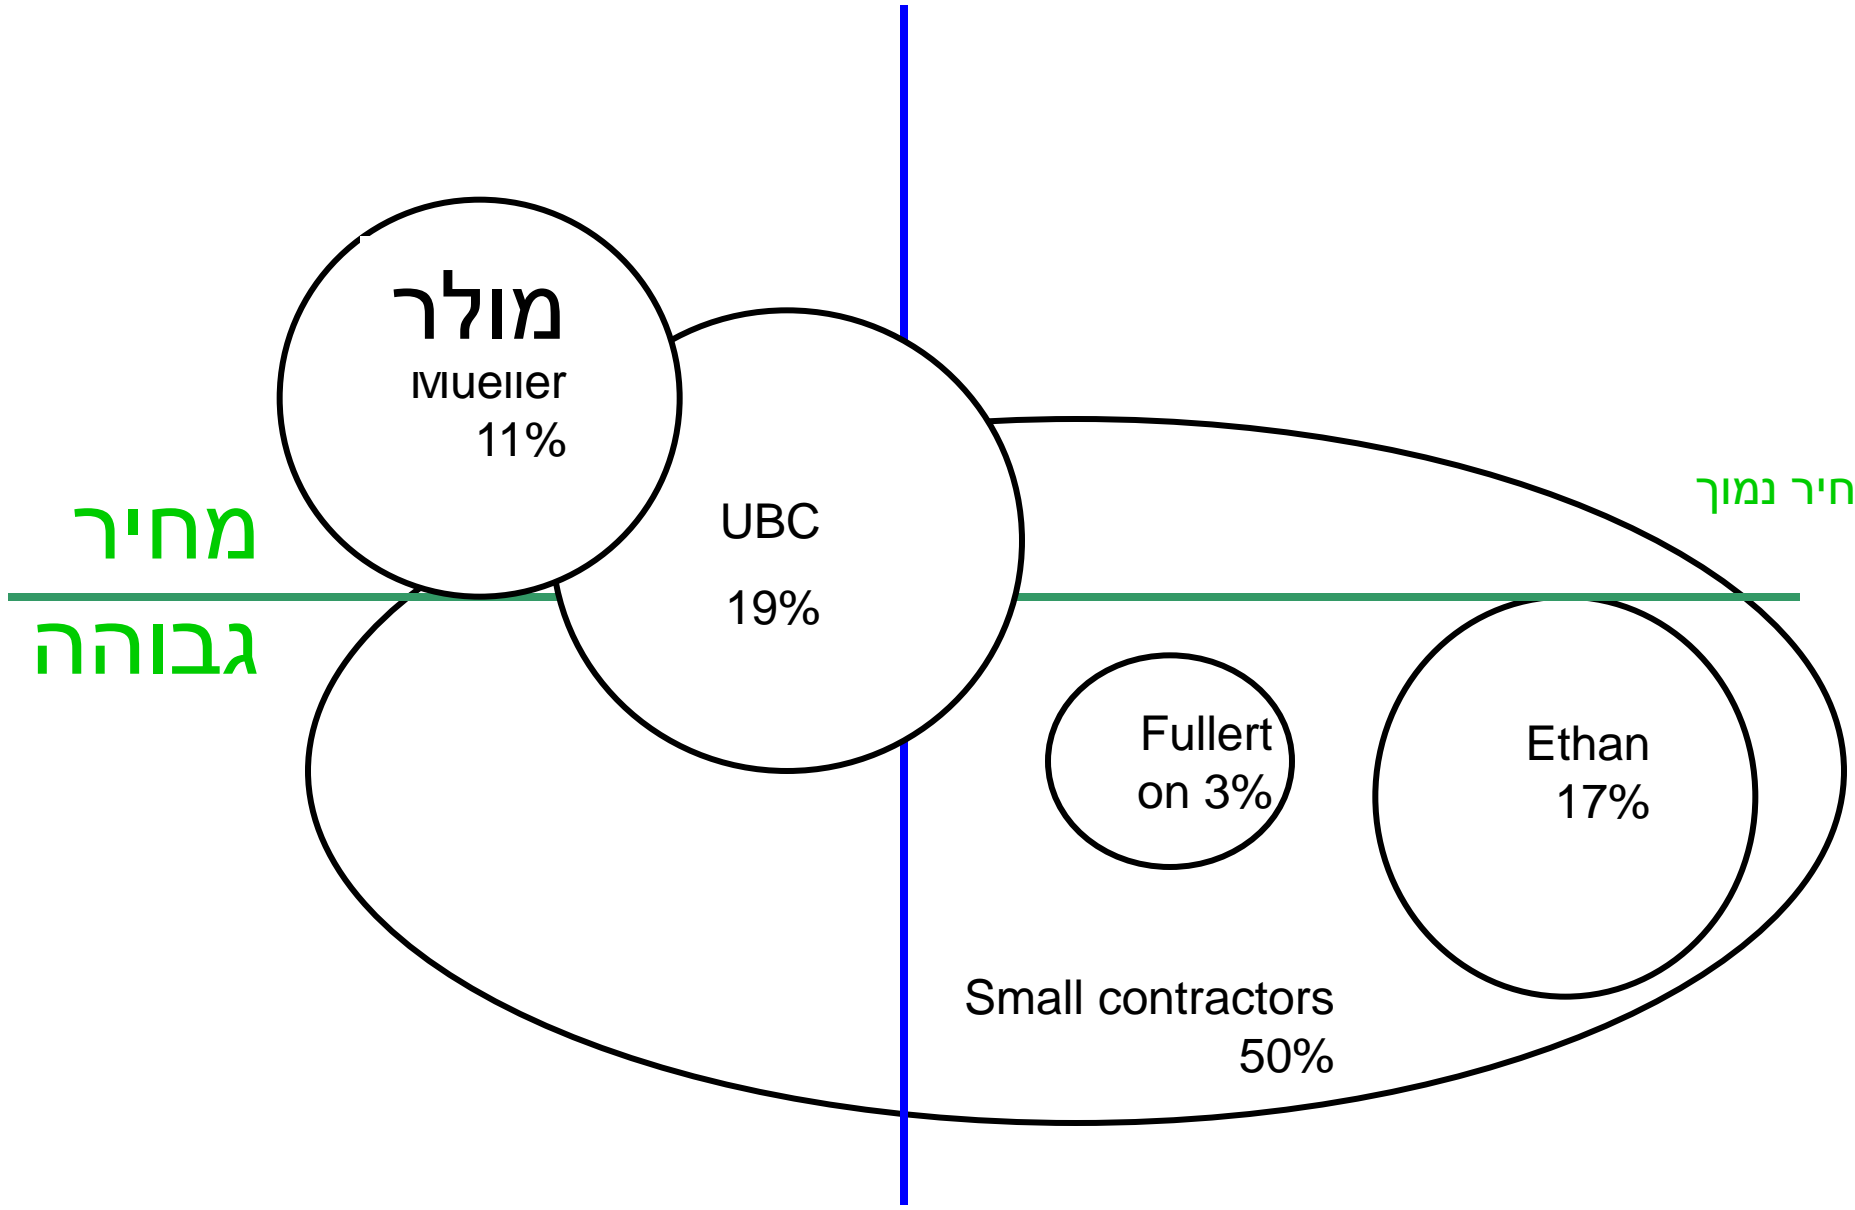 מולר
Mueller
11%
UBC
19%
חיר נמוך
מחיר
גבוהה
Fullert
on 3%
Ethan
17%
Small contractors
50%